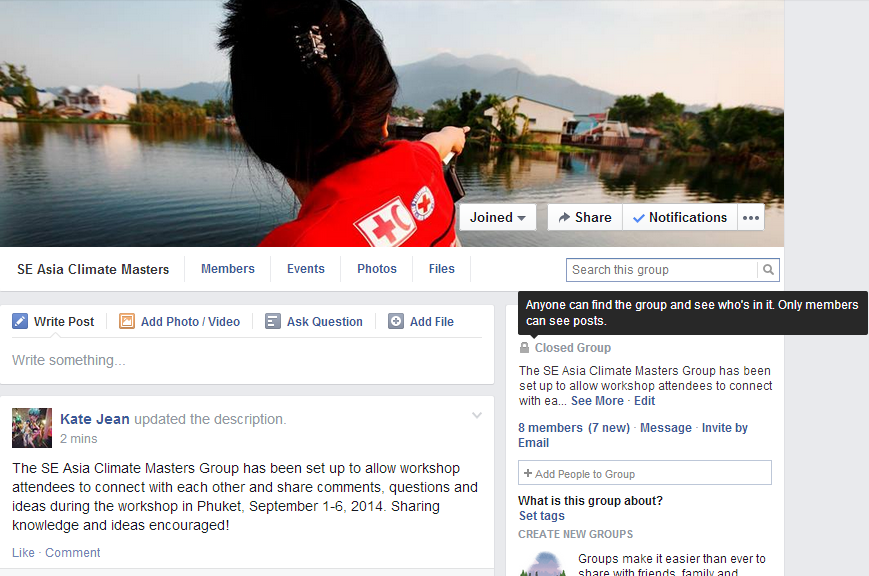 Joined
Share
Notifications
SE Asia Climate Masters
Members
Events
Photos
Files
Search this group
Anyone can find the group and see who's in it. Only members
can see posts.
Write Post
Add Photo / Video
Ask Question
Add File
Write something...
Closed Group
The SE Asia Climate Masters Group has been
set up to allow workshop attendees to connect
with ea... See More · Edit
8 members (7 new) · Message · Invite by
Email
+ Add People to Group
What is this group about?
Set tags
CREATE NEW GROUPS
Groups make it easier than ever to
share with friends, family and
Kate Jean updated the description.
2 mins
The SE Asia Climate Masters Group has been set up to allow workshop
attendees to connect with each other and share comments, questions and
ideas during the workshop in Phuket, September 1-6, 2014. Sharing
knowledge and ideas encouraged!
Like · Comment